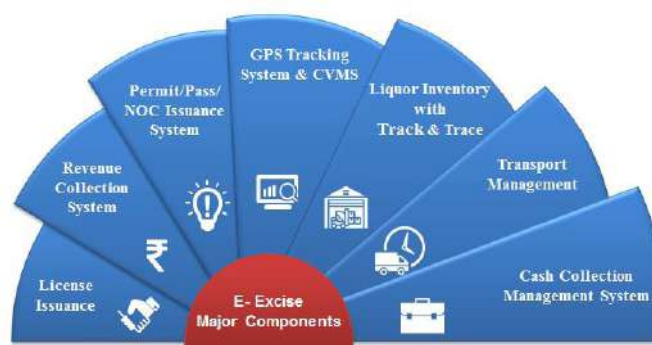 GPS Tracking
System & CVMS
Permit/Pass/
NOC Issuance
System
Liquor Inventory
with
Track & Trace
Revenue
Collection
System
Transport
Management
License
Issuance
Cash Collection
Management System
E- Excise
Major Components